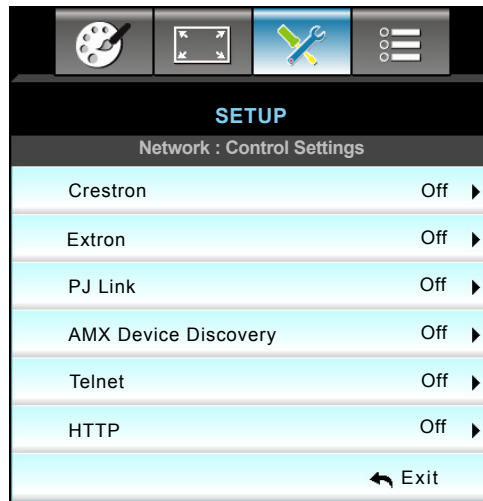 SETUP
Network : Control Settings
Crestron Off
Extron Off
PJ Link Off
AMX Device Discovery Off
Telnet Off
HTTP Off
Exit